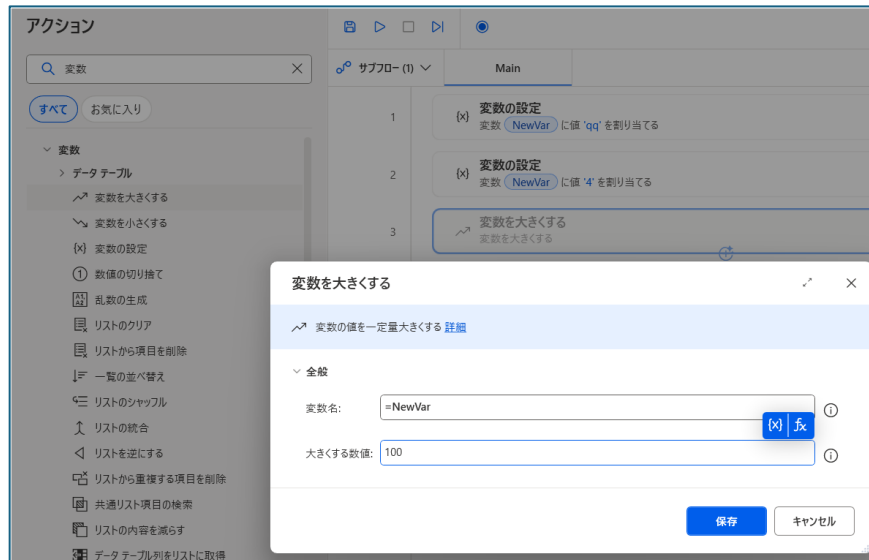 アクション
変数
すべて お気に入り
変数
データ テーブル
変数を大きくする
変数を小さくする
{x} 変数の設定
数値の切り捨て
乱数の生成
リストのクリア
リストから項目を削除
一覧の並べ替え
リストのシャッフル
リストの統合
リストを逆にする
リストから重複する項目を削除
共通リスト項目の検索
リストの内容を減らす
データ テーブル列をリストに取得
サブフロー (1) Main
1 {x} 変数の設定
変数 NewVar に値 'qq' を割り当てる
2 {x} 変数の設定
変数 NewVar に値 '4' を割り当てる
3 変数を大きくする
変数を大きくする
変数を大きくする
変数の値を一定量大きくする 詳細
全般
変数名: =NewVar
{x} fx
大きくする数値: 100
保存 キャンセル